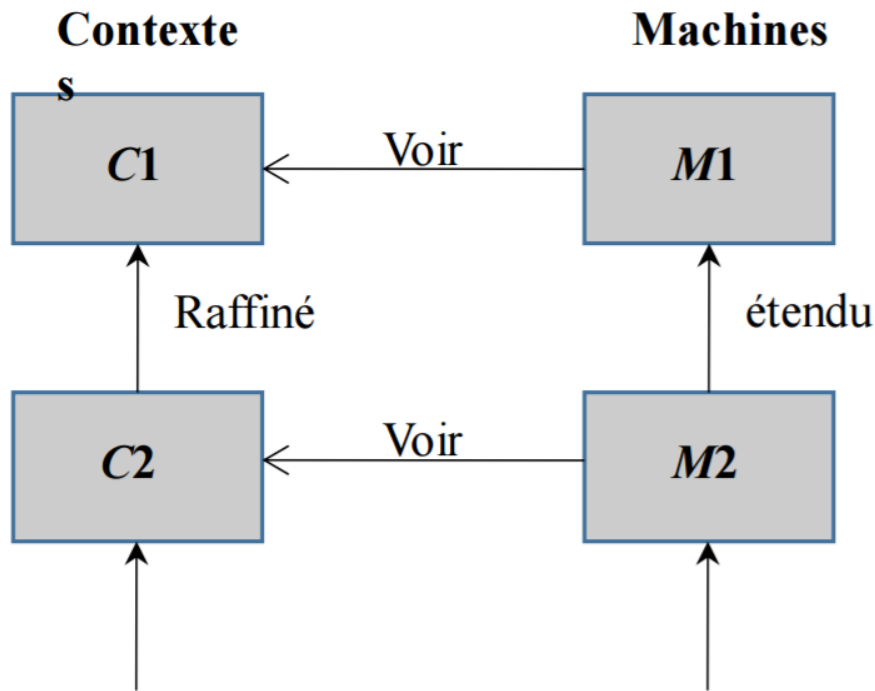 Contexte
s
Machines
C1
Voir
M1
Raffiné
étendu
C2
Voir
M2